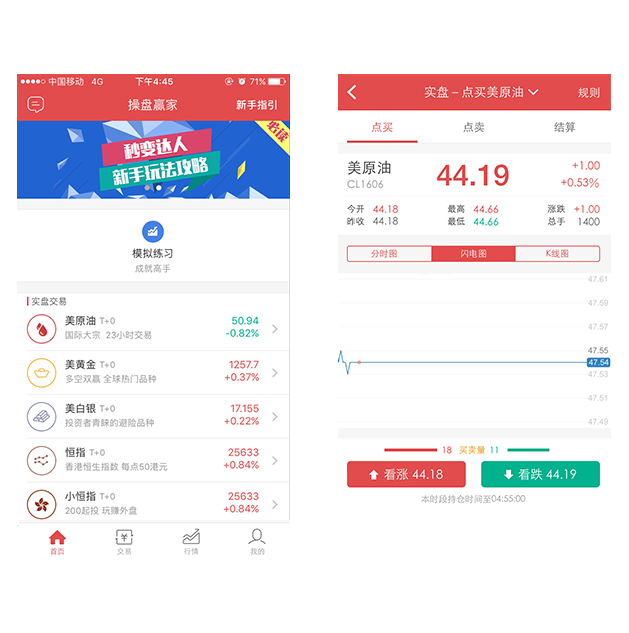 中国移动 4G 下午4:45 71%
操盘赢家 新手指引
必读
秒变达人
新手玩法攻略
模拟练习
成就高手
实盘交易
美原油 T+0 50.94
国际大宗 23小时交易 -0.82%
美黄金 T+0 1257.7
多空双赢 全球热门品种 +0.37%
美白银 T+0 17.155
投资者青睐的避险品种 +0.22%
恒指 T+0 25633
香港恒生指数 每点50港元 +0.84%
小恒指 T+0 25633
200起投 玩赚外盘 +0.84%
首页 交易 行情 我的
实盘 – 点买美原油 规则
点买 点卖 结算
美原油 44.19 +1.00
CL1606 +0.53%
今开 44.18 最高 44.66 涨跌 +1.00
昨收 44.18 最低 44.66 总手 1400
分时图 闪电图 K线图
47.61
47.59
47.57
47.55
47.54
47.53
47.51
47.49
18 买卖量 11
看涨 44.18 看跌 44.19
本时段持仓时间至04:55:00